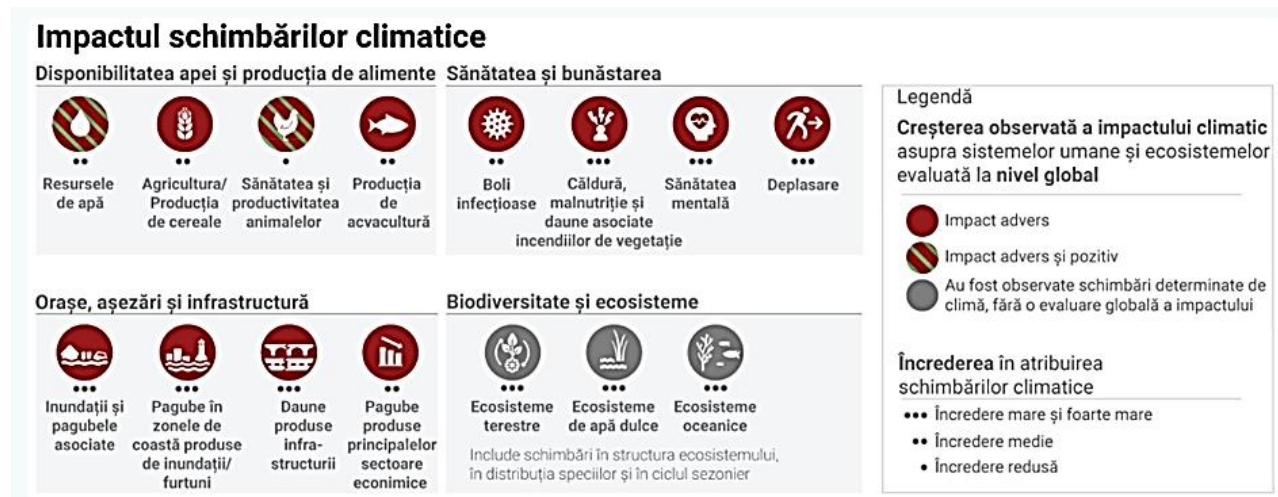 Impactul schimbărilor climatice
Disponibilitatea apei și producția de alimente
••
Resursele
de apă
••
Agricultura/
Producția
de cereale
•
Sănătatea și
productivitatea
animalelor
••
Producția
de
acvacultură
Sănătatea și bunăstarea
••
Boli
infecțioase
•••
Căldură,
malnutriție și
daune asociate
incendiilor de vegetație
•••
Sănătatea
mentală
•••
Deplasare
Orașe, așezări și infrastructură
•••
Inundații și
pagubele
asociate
•••
Pagube în
zonele de
coastă produse
de inundații/
furtuni
•••
Daune
produse
infra-
structurii
••
Pagube
produse
principalelor
sectoare
econimice
Biodiversitate și ecosisteme
•••
Ecosisteme
terestre
•••
Ecosisteme
de apă dulce
•••
Ecosisteme
oceanice
Include schimbări în structura ecosistemului,
în distribuția speciilor și în ciclul sezonier
Legendă
Creșterea observată a impactului climatic
asupra sistemelor umane și ecosistemelor
evaluată la nivel global
Impact advers
Impact advers și pozitiv
Au fost observate schimbări determinate de
climă, fără o evaluare globală a impactului
Încrederea în atribuirea
schimbărilor climatice
••• Încredere mare și foarte mare
•• Încredere medie
• Încredere redusă